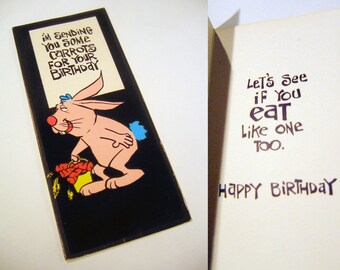 I'M SENDING
YOU SOME
CARROTS
FOR YOUR
BIRTHDAY
LET'S SEE
IF YOU
EAT
LIKE ONE
TOO.
HAPPY BIRTHDAY